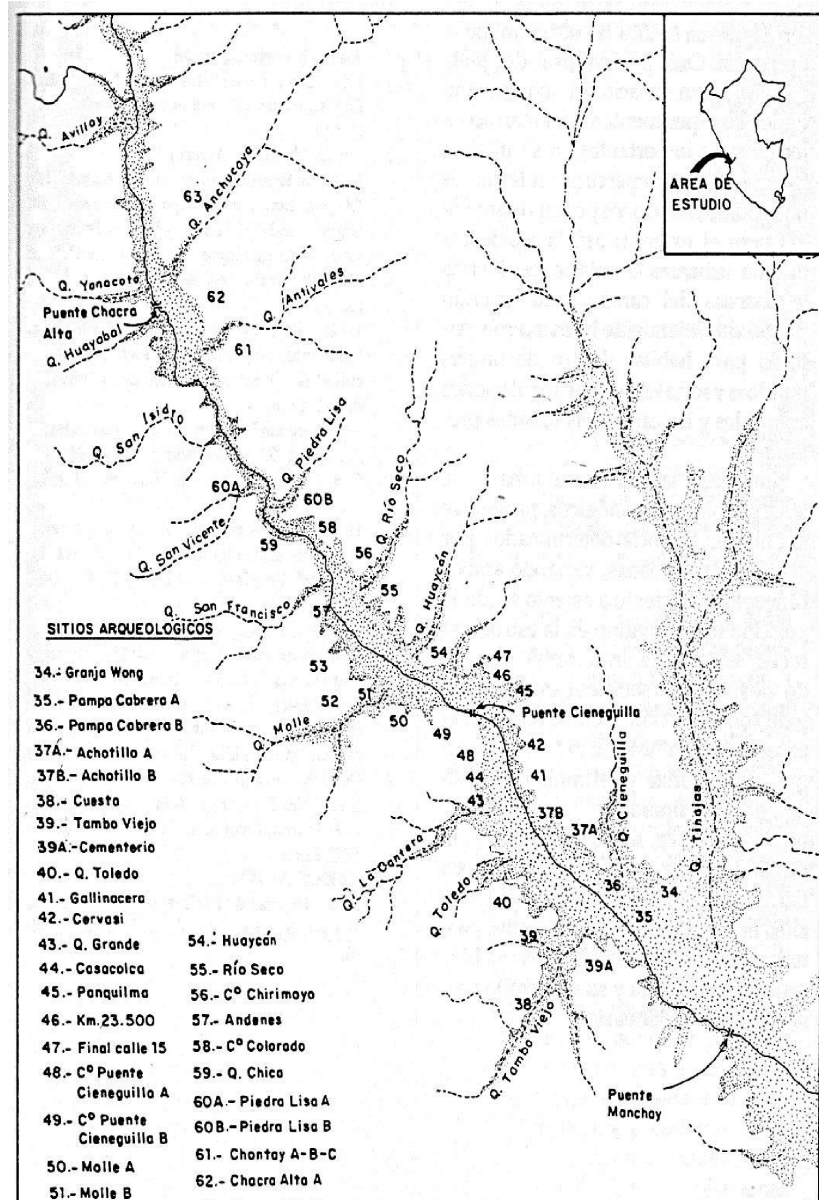 AREA DE
ESTUDIO
Q. Avilloy
63
Q. Anchucaya
Q. Yanacoto
Puente Chacra
Alta
Q. Huayabal
62
Q. Antivales
61
Q. San Isidro
Q. Piedra Lisa
60A
60B
Q. San Vicente
59
58
Q. Río Seco
56
55
Q. Huaycán
Q. San Francisco
57
54
47
46
45
53
52
51
50
Q. Molle
Puente Cieneguilla
49
48
44
43
42
41
37B
37A
Q. Cieneguilla
Q. Tinajas
Q. La Cantera
Q. Toledo
40
36
34
35
39
39A
38
Q. Tambo Viejo
Puente
Manchay
SITIOS ARQUEOLOGICOS
34.- Granja Wong
35.- Pampa Cabrera A
36.- Pampa Cabrera B
37A.- Achotillo A
37B.- Achotillo B
38.- Cuesta
39.- Tambo Viejo
39A.- Cementerio
40.- Q. Toledo
41.- Gallinacera
42.- Cervasi
43.- Q. Grande
44.- Casacolca
45.- Panquilma
46.- Km. 23.500
47.- Final calle 15
48.- Cº Puente
Cieneguilla A
49.- Cº Puente
Cieneguilla B
50.- Molle A
51.- Molle B
54.- Huaycán
55.- Río Seco
56.- Cº Chirimoyo
57.- Andenes
58.- Cº Colorado
59.- Q. Chica
60A.- Piedra Lisa A
60B.- Piedra Lisa B
61.- Chontay A-B-C
62.- Chacra Alta A